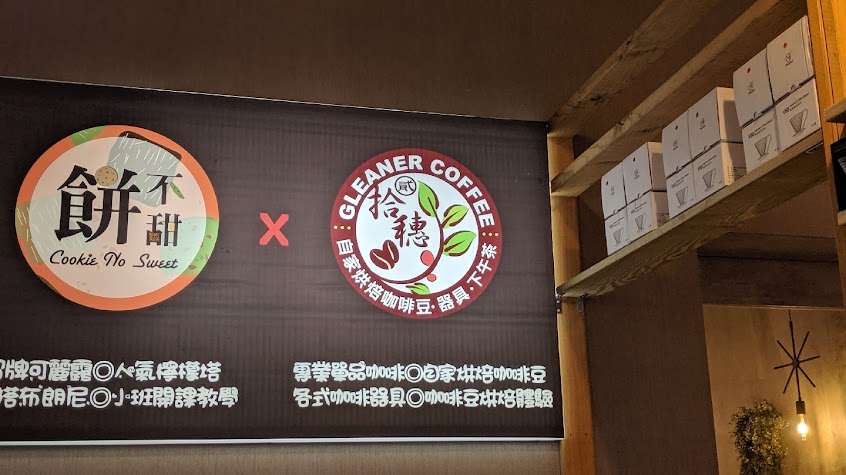 餅不甜
Cookie No Sweet
X
GLEANER COFFEE
貳
拾穗
自家烘焙咖啡豆·器具·下午茶
牌可麗露◎人氣檸檬塔
塔布朗尼◎小班開課教學
專業單品咖啡◎自家烘焙咖啡豆
各式咖啡器具◎咖啡豆烘焙體驗
V60
V60